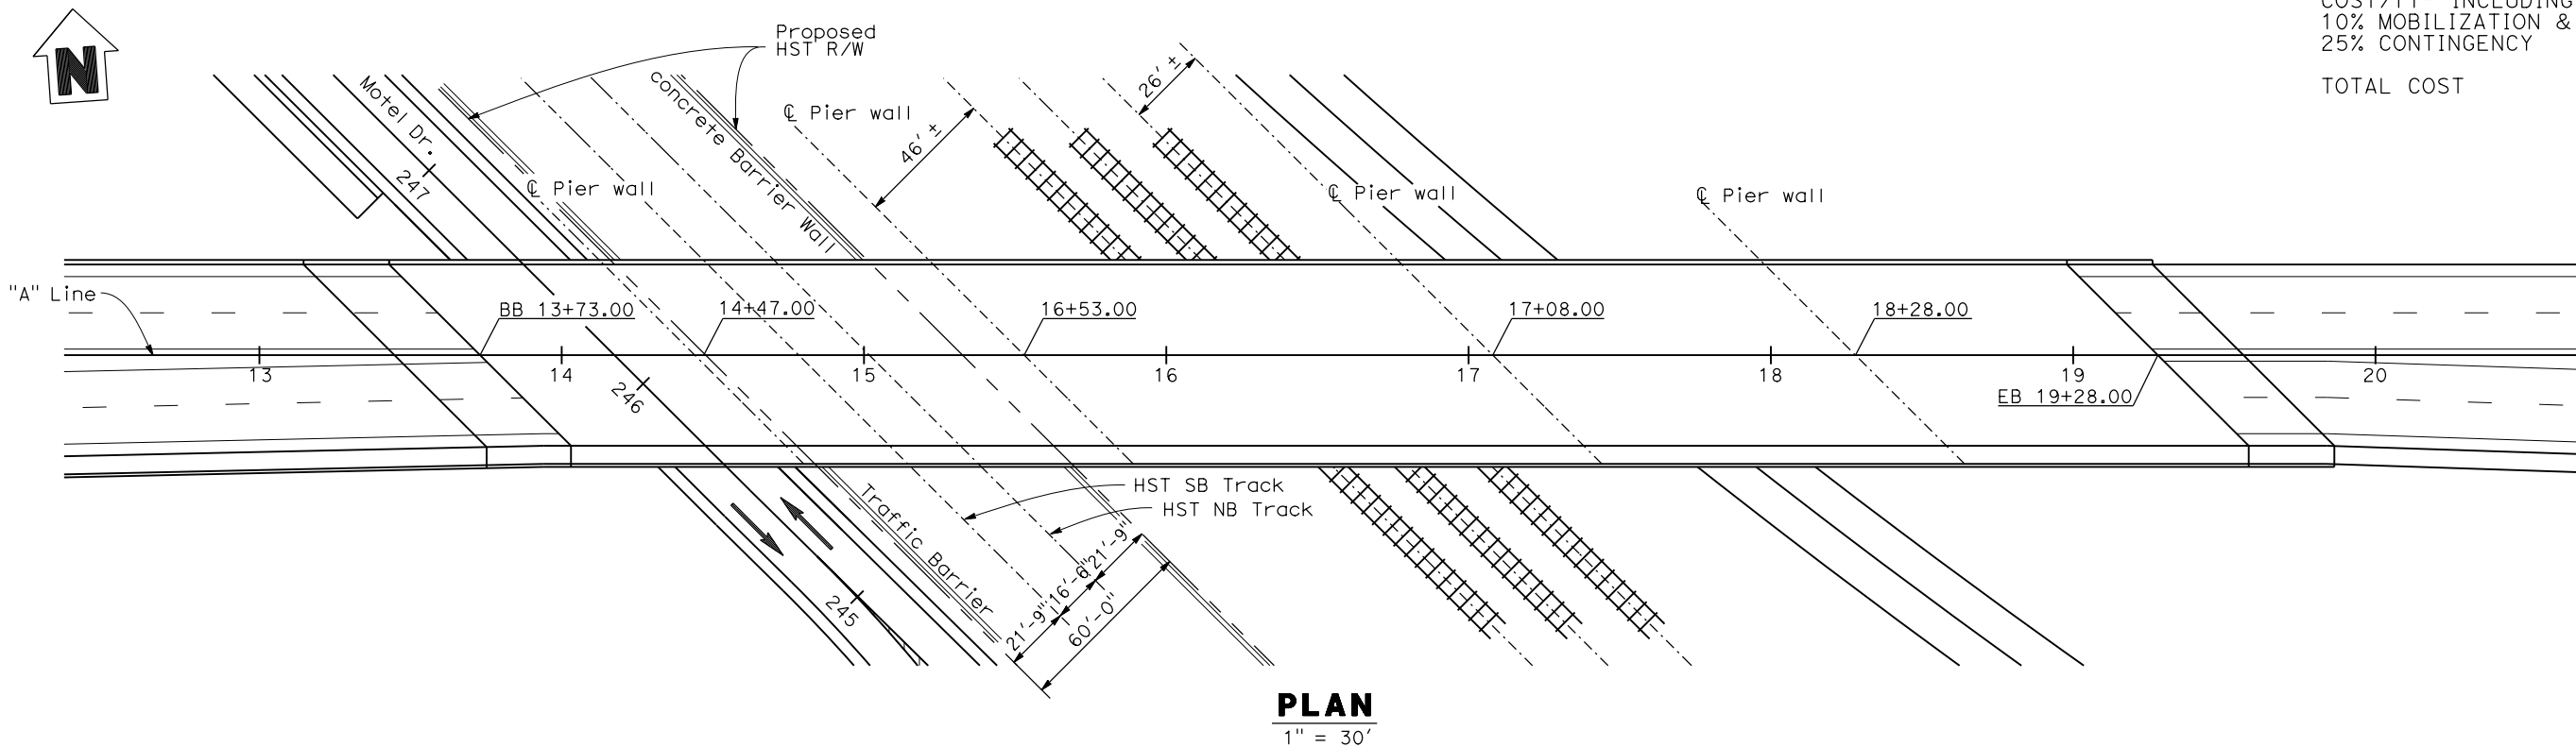 COST/FT² INCLUDING
10% MOBILIZATION &
25% CONTINGENCY
TOTAL COST
N
Proposed
HST R/W
Motel Dr.
Concrete Barrier Wall
℄ Pier wall
46' ±
26' ±
247
℄ Pier wall
℄ Pier wall
℄ Pier wall
"A" Line
BB 13+73.00
14+47.00
16+53.00
17+08.00
18+28.00
13
14
15
16
17
18
19
20
246
EB 19+28.00
Traffic Barrier
HST SB Track
HST NB Track
245
21'-9"
16'-6"
21'-9"
60'-0"
PLAN
1" = 30'